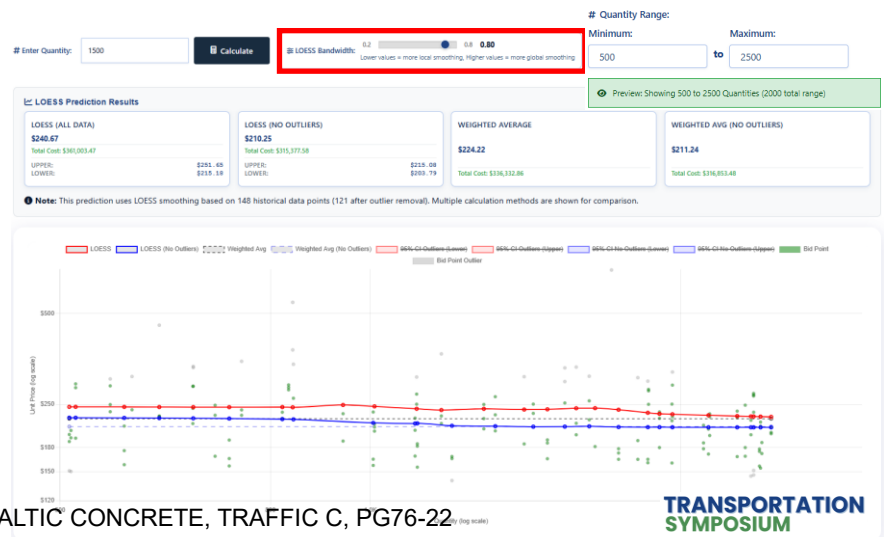 # Quantity Range:
Minimum: Maximum:
# Enter Quantity: 1500 Calculate LOESS Bandwidth: 0.2 0.8 0.80 500 to 2500
Lower values = more local smoothing, Higher values = more global smoothing
Preview: Showing 500 to 2500 Quantities (2000 total range)
LOESS Prediction Results
LOESS (ALL DATA) LOESS (NO OUTLIERS) WEIGHTED AVERAGE WEIGHTED AVG (NO OUTLIERS)
$240.67 $210.25 $224.22 $211.24
Total Cost: $361,003.47 Total Cost: $315,377.58 Total Cost: $336,332.86 Total Cost: $316,853.48
UPPER: $251.65 UPPER: $215.08
LOWER: $215.10 LOWER: $203.79
Note: This prediction uses LOESS smoothing based on 148 historical data points (121 after outlier removal). Multiple calculation methods are shown for comparison.
LOESS LOESS (No Outliers) Weighted Avg Weighted Avg (No Outliers) 95% CI Outliers (Lower) 95% CI Outliers (Upper) 95% CI No Outliers (Lower) 95% CI No Outliers (Upper) Bid Point
Bid Point Outlier
Unit Price (log scale)
$500
$250
$180
$150
$120
ALTIC CONCRETE, TRAFFIC C, PG76-22
(log scale)
TRANSPORTATION
SYMPOSIUM